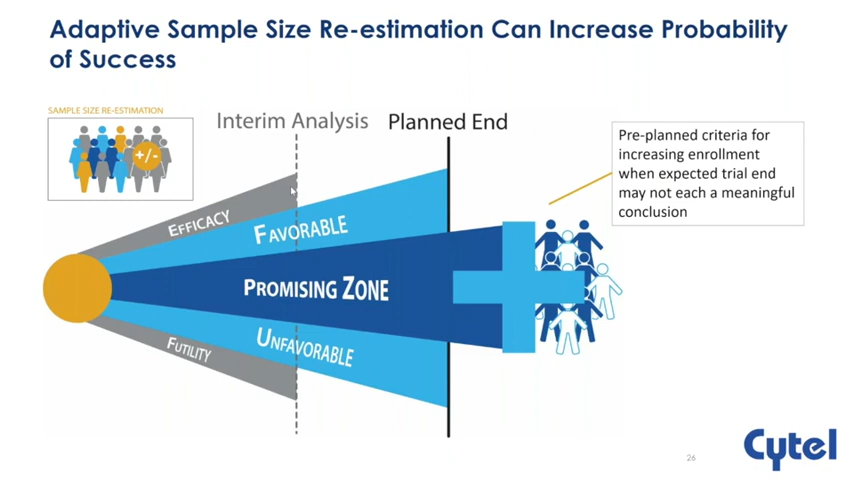 Adaptive Sample Size Re-estimation Can Increase Probability
of Success
SAMPLE SIZE RE-ESTIMATION
+/-
Interim Analysis
Planned End
EFFICACY
FAVORABLE
PROMISING ZONE
UNFAVORABLE
FUTILITY
Pre-planned criteria for
increasing enrollment
when expected trial end
may not each a meaningful
conclusion
26
Cytel